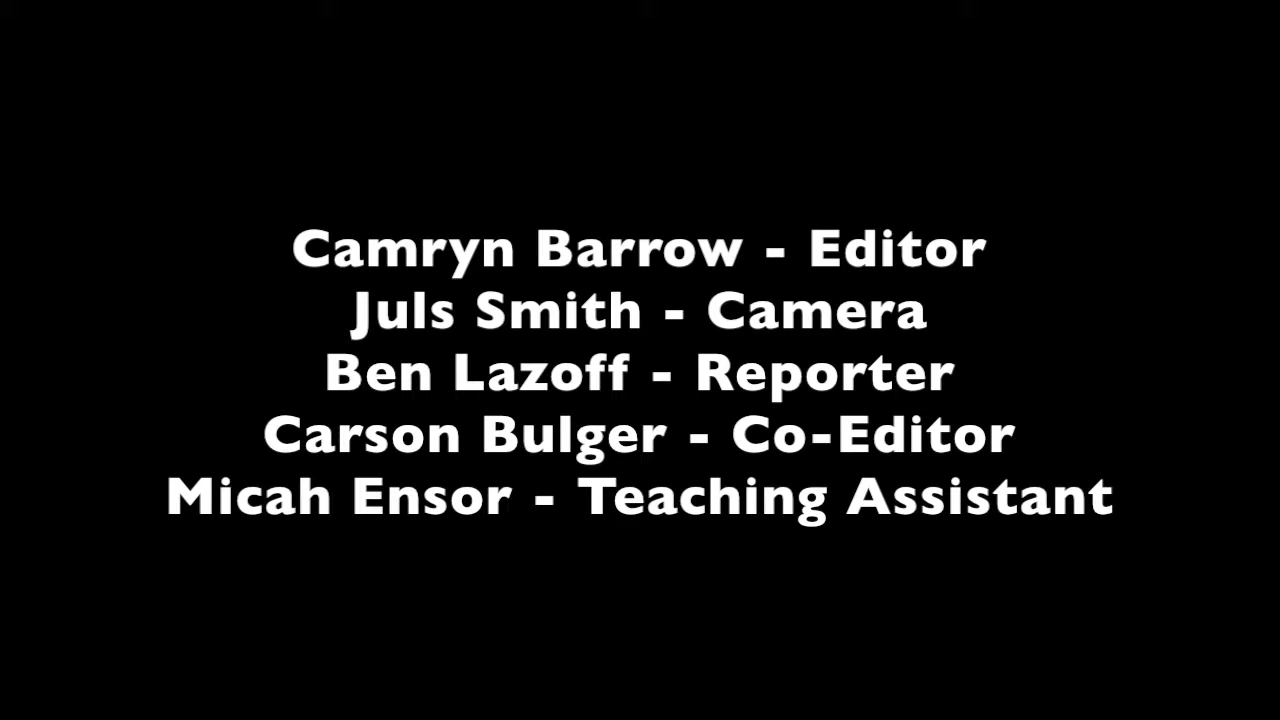 Camryn Barrow - Editor
Juls Smith - Camera
Ben Lazoff - Reporter
Carson Bulger - Co-Editor
Micah Ensor - Teaching Assistant